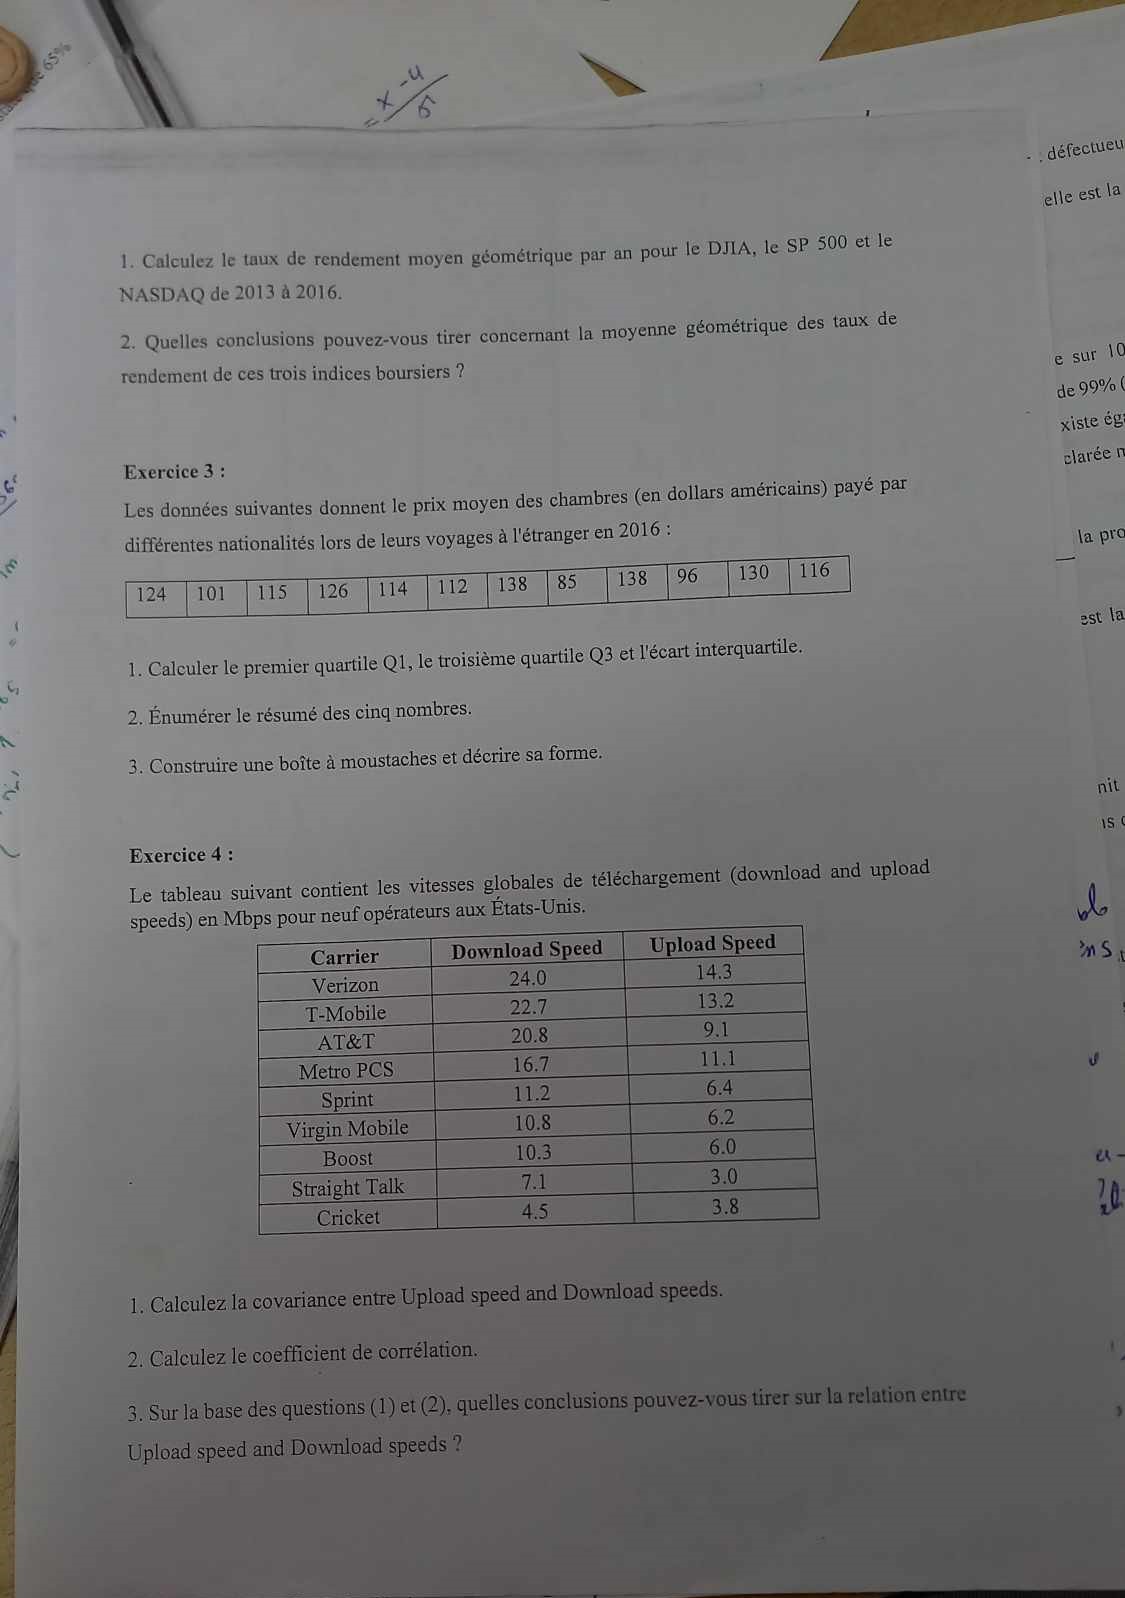 de 65%
= x - u
σ
défectueu
elle est la
1. Calculez le taux de rendement moyen géométrique par an pour le DJIA, le SP 500 et le
NASDAQ de 2013 à 2016.
2. Quelles conclusions pouvez-vous tirer concernant la moyenne géométrique des taux de
rendement de ces trois indices boursiers ?
e sur 10
de 99% (
xiste ég
clarée
Exercice 3 :
Les données suivantes donnent le prix moyen des chambres (en dollars américains) payé par
différentes nationalités lors de leurs voyages à l'étranger en 2016 :
la pro
124 101 115 126 114 112 138 85 138 96 130 116
est la
1. Calculer le premier quartile Q1, le troisième quartile Q3 et l'écart interquartile.
2. Énumérer le résumé des cinq nombres.
3. Construire une boîte à moustaches et décrire sa forme.
nit
Exercice 4 :
Le tableau suivant contient les vitesses globales de téléchargement (download and upload
speeds) en Mbps pour neuf opérateurs aux États-Unis.
Carrier Download Speed Upload Speed
Verizon 24.0 14.3
T-Mobile 22.7 13.2
AT&T 20.8 9.1
Metro PCS 16.7 11.1
Sprint 11.2 6.4
Virgin Mobile 10.8 6.2
Boost 10.3 6.0
Straight Talk 7.1 3.0
Cricket 4.5 3.8
1. Calculez la covariance entre Upload speed and Download speeds.
2. Calculez le coefficient de corrélation.
3. Sur la base des questions (1) et (2), quelles conclusions pouvez-vous tirer sur la relation entre
Upload speed and Download speeds ?